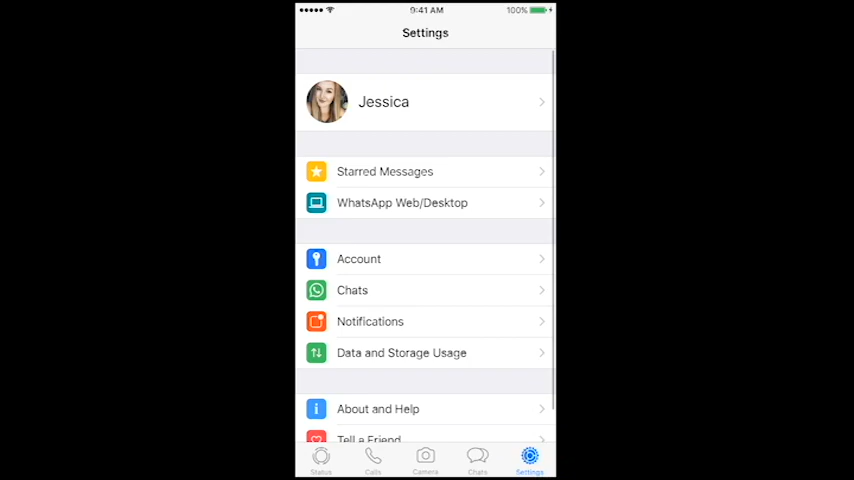 9:41 AM
100%
Settings
Jessica
Starred Messages
WhatsApp Web/Desktop
Account
Chats
Notifications
Data and Storage Usage
About and Help
Tell a Friend
Status
Calls
Camera
Chats
Settings